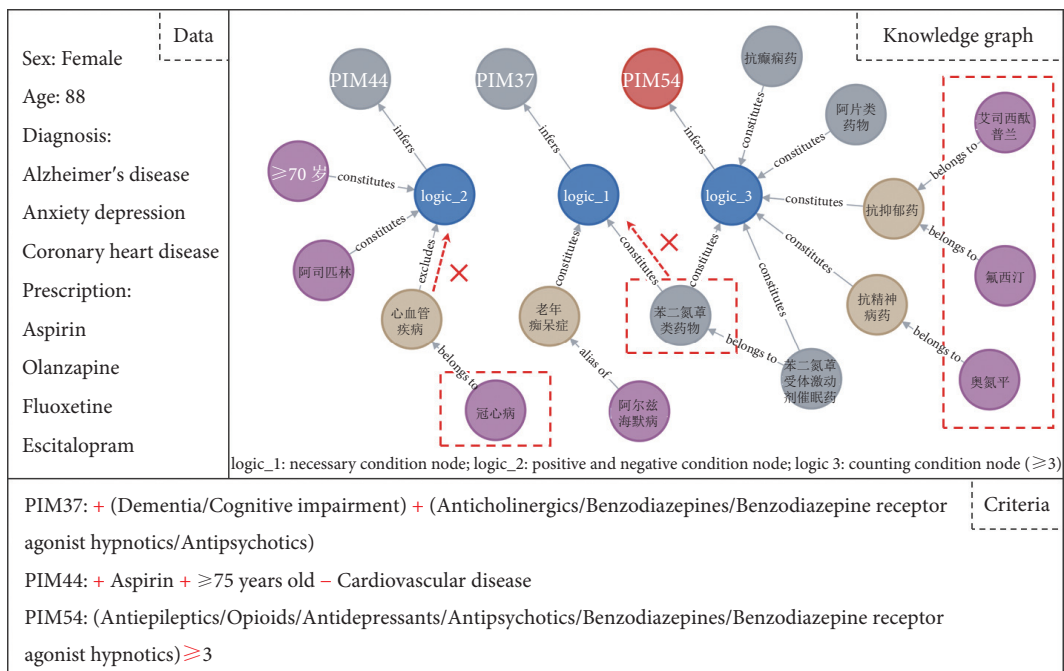 Data
Sex: Female
Age: 88
Diagnosis:
Alzheimer's disease
Anxiety depression
Coronary heart disease
Prescription:
Aspirin
Olanzapine
Fluoxetine
Escitalopram
Knowledge graph
PIM44
PIM37
PIM54
抗癫痫药
阿片类
药物
艾司西酞
普兰
infers
infers
infers
constitutes
constitutes
belongs to
≥70 岁
constitutes
logic_2
logic_1
logic_3
constitutes
抗抑郁药
belongs to
氟西汀
阿司匹林
constitutes
excludes
constitutes
constitutes
constitutes
constitutes
constitutes
心血管
疾病
老年
痴呆症
苯二氮䓬
类药物
抗精神
病药
belongs to
alias of
belongs to
belongs to
冠心病
阿尔兹
海默病
苯二氮䓬
受体激动
剂催眠药
奥氮平
logic_1: necessary condition node; logic_2: positive and negative condition node; logic 3: counting condition node (≥3)
Criteria
PIM37: + (Dementia/Cognitive impairment) + (Anticholinergics/Benzodiazepines/Benzodiazepine receptor
agonist hypnotics/Antipsychotics)
PIM44: + Aspirin + ≥75 years old − Cardiovascular disease
PIM54: (Antiepileptics/Opioids/Antidepressants/Antipsychotics/Benzodiazepines/Benzodiazepine receptor
agonist hypnotics)≥3